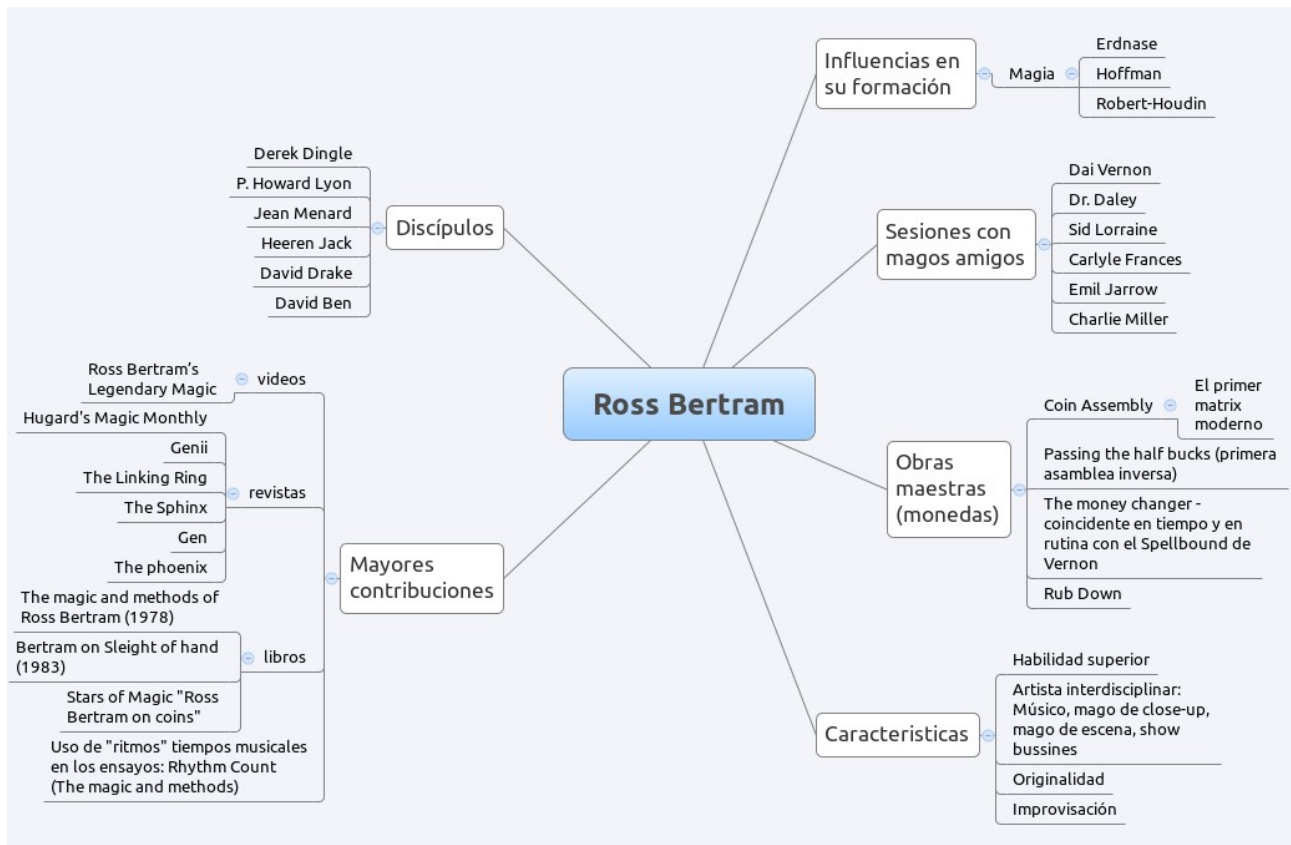 Ross Bertram
Influencias en
su formación
Magia
Erdnase
Hoffman
Robert-Houdin
Sesiones con
magos amigos
Dai Vernon
Dr. Daley
Sid Lorraine
Carlyle Frances
Emil Jarrow
Charlie Miller
Obras
maestras
(monedas)
Coin Assembly
El primer
matrix
moderno
Passing the half bucks (primera
asamblea inversa)
The money changer -
coincidente en tiempo y en
rutina con el Spellbound de
Vernon
Rub Down
Caracteristicas
Habilidad superior
Artista interdisciplinar:
Músico, mago de close-up,
mago de escena, show
bussines
Originalidad
Improvisación
Discípulos
Derek Dingle
P. Howard Lyon
Jean Menard
Heeren Jack
David Drake
David Ben
Mayores
contribuciones
videos
Ross Bertram’s
Legendary Magic
revistas
Hugard's Magic Monthly
Genii
The Linking Ring
The Sphinx
Gen
The phoenix
libros
The magic and methods of
Ross Bertram (1978)
Bertram on Sleight of hand
(1983)
Stars of Magic "Ross
Bertram on coins"
Uso de "ritmos" tiempos musicales
en los ensayos: Rhythm Count
(The magic and methods)